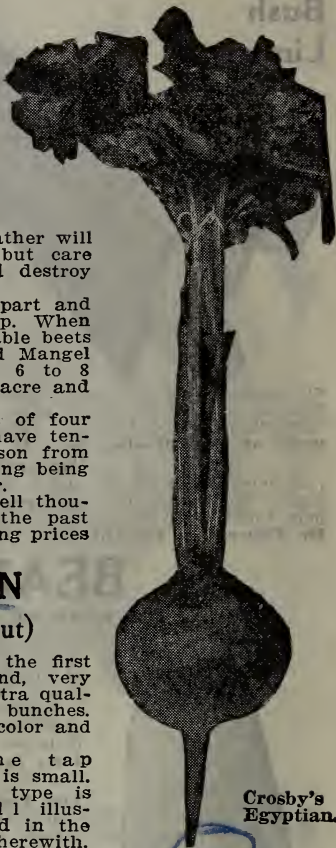 ather will
but care
d destroy
part and
p. When
ble beets
d Mangel
6 to 8
acre and
of four
have ten-
son from
ng being
r.
ell thou-
the past
ng prices
N
ut)
the first
nd, very
tra qual-
bunches.
color and
he tap
is small.
type is
l l illus-
d in the
herewith.
Crosby's
Egyptian.